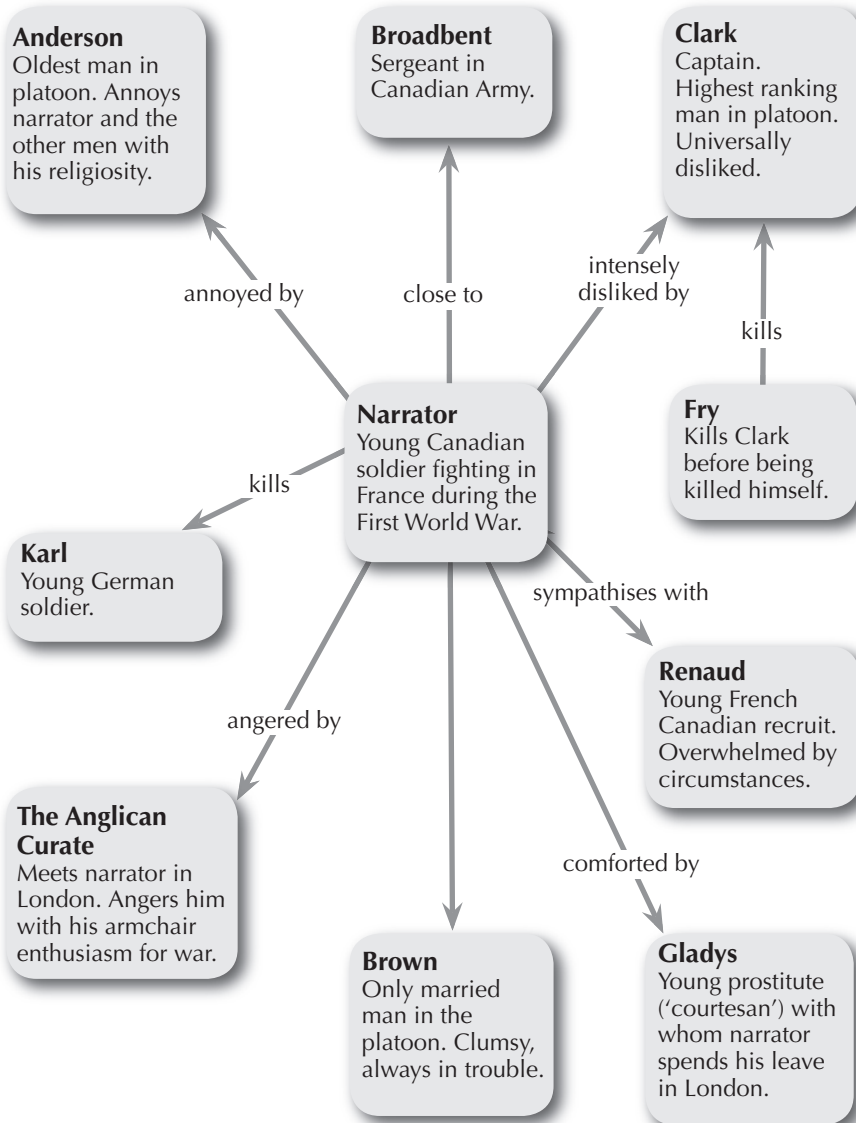 Anderson
Oldest man in
platoon. Annoys
narrator and the
other men with
his religiosity.
Broadbent
Sergeant in
Canadian Army.
Clark
Captain.
Highest ranking
man in platoon.
Universally
disliked.
annoyed by
close to
intensely
disliked by
kills
Narrator
Young Canadian
soldier fighting in
France during the
First World War.
Fry
Kills Clark
before being
killed himself.
kills
Karl
Young German
soldier.
sympathises with
Renaud
Young French
Canadian recruit.
Overwhelmed by
circumstances.
angered by
The Anglican
Curate
Meets narrator in
London. Angers him
with his armchair
enthusiasm for war.
comforted by
Brown
Only married
man in the
platoon. Clumsy,
always in trouble.
Gladys
Young prostitute
(‘courtesan’) with
whom narrator
spends his leave
in London.